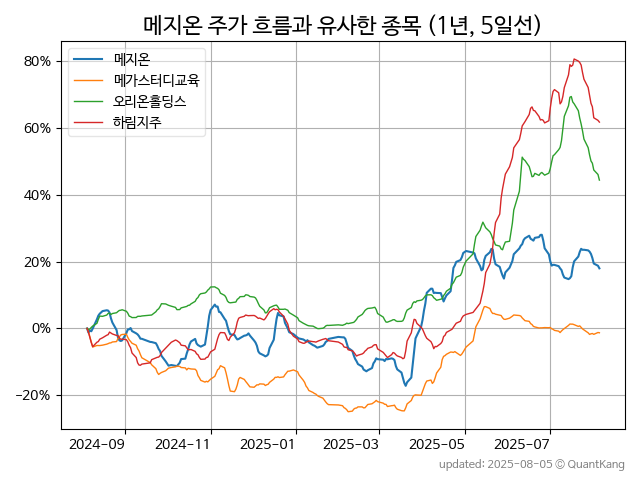 메지온 주가 흐름과 유사한 종목 (1년, 5일선)
메지온
메가스터디교육
오리온홀딩스
하림지주
80%
60%
40%
20%
0%
−20%
2024-09
2024-11
2025-01
2025-03
2025-05
2025-07
updated: 2025-08-05 © QuantKang